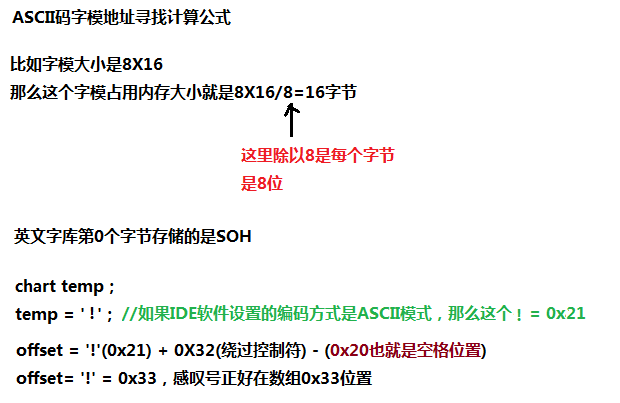 ASCII码字模地址寻找计算公式
比如字模大小是8X16
那么这个字模占用内存大小就是8X16/8=16字节
这里除以8是每个字节
是8位
英文字库第0个字节存储的是SOH
chart temp；
temp = '！'； //如果IDE软件设置的编码方式是ASCII模式，那么这个！= 0x21
offset = '!'(0x21) + 0X32(绕过控制符) - (0x20也就是空格位置)
offset= '!' = 0x33，感叹号正好在数组0x33位置